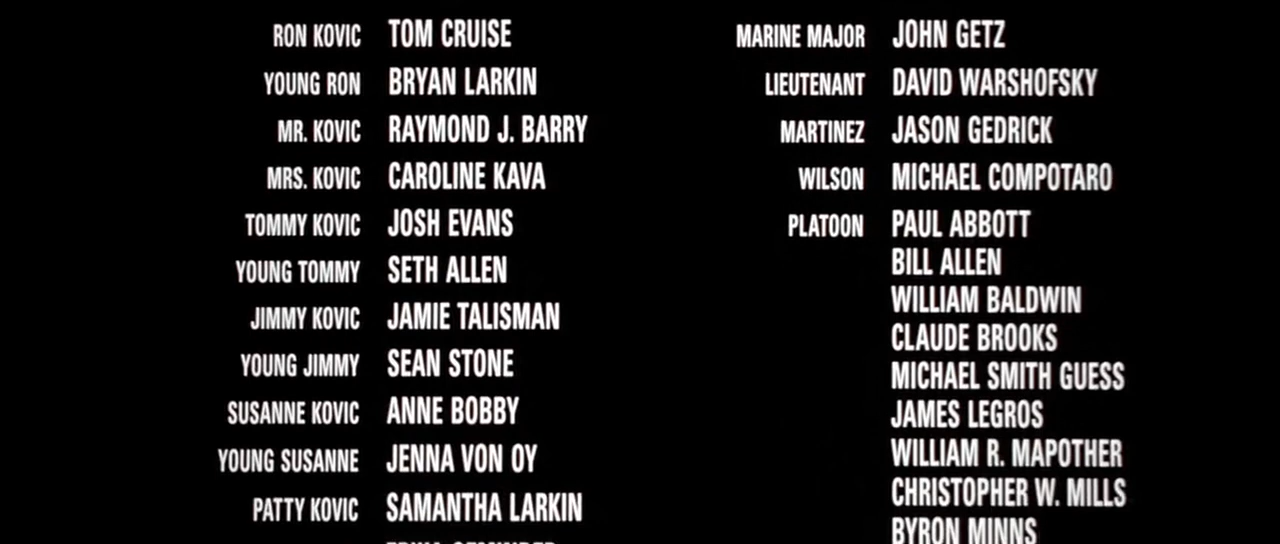 RON KOVIC TOM CRUISE
YOUNG RON BRYAN LARKIN
MR. KOVIC RAYMOND J. BARRY
MRS. KOVIC CAROLINE KAVA
TOMMY KOVIC JOSH EVANS
YOUNG TOMMY SETH ALLEN
JIMMY KOVIC JAMIE TALISMAN
YOUNG JIMMY SEAN STONE
SUSANNE KOVIC ANNE BOBBY
YOUNG SUSANNE JENNA VON OY
PATTY KOVIC SAMANTHA LARKIN
MARINE MAJOR JOHN GETZ
LIEUTENANT DAVID WARSHOFSKY
MARTINEZ JASON GEDRICK
WILSON MICHAEL COMPOTARO
PLATOON PAUL ABBOTT
BILL ALLEN
WILLIAM BALDWIN
CLAUDE BROOKS
MICHAEL SMITH GUESS
JAMES LEGROS
WILLIAM R. MAPOTHER
CHRISTOPHER W. MILLS
BYRON MINNS